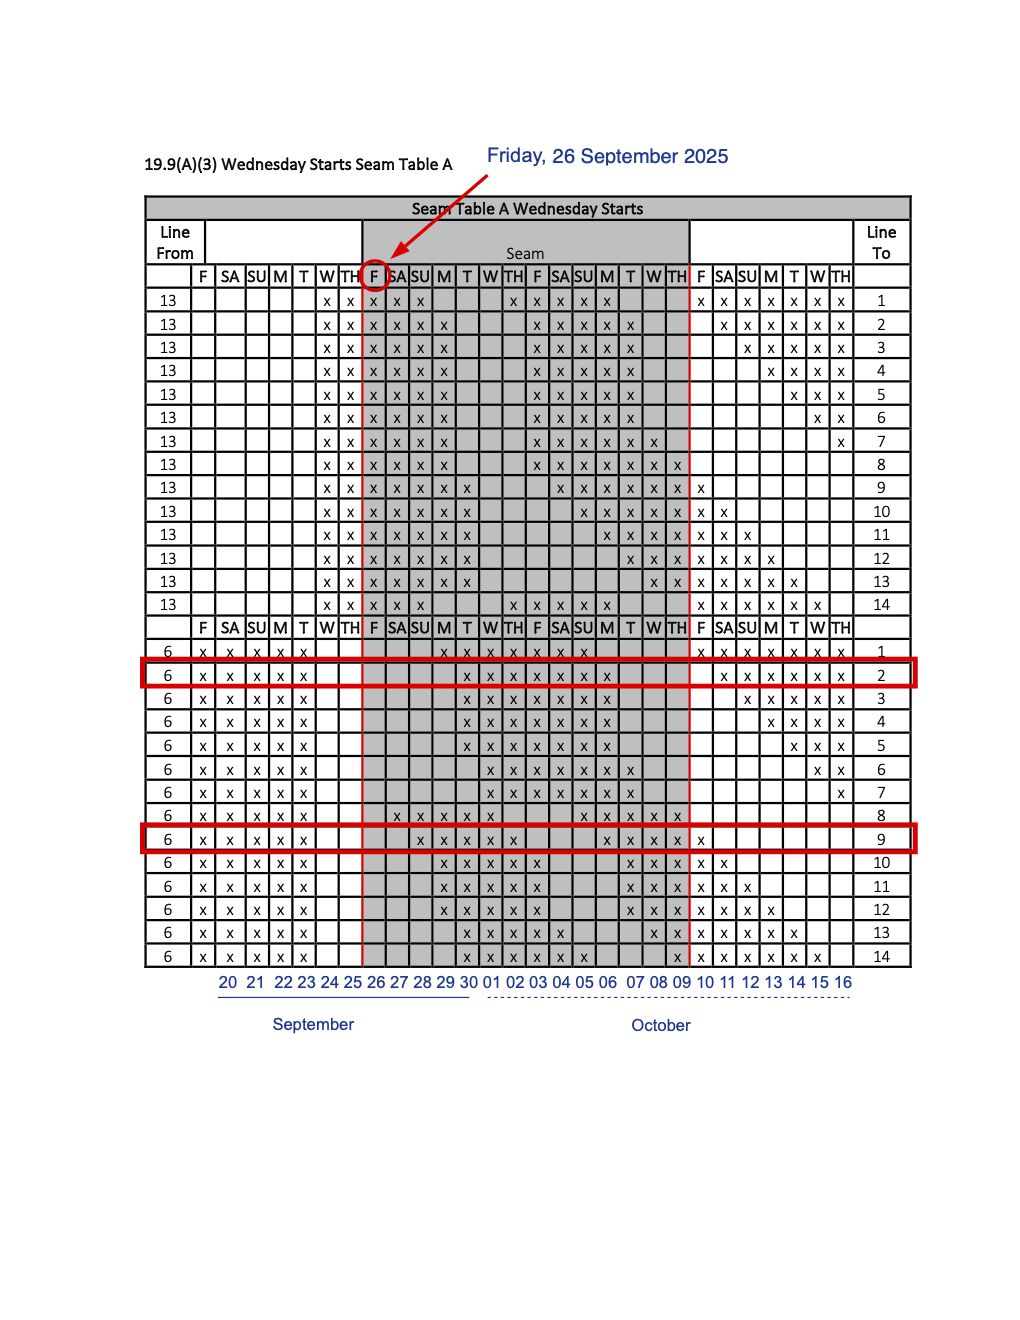 Friday, 26 September 2025
19.9(A)(3) Wednesday Starts Seam Table A
Seam Table A Wednesday Starts
Line From Seam Line To
F SA SU M T W TH F SA SU M T W TH F SA SU M T W TH F SA SU M T W TH
13 x x x x x x x x x x x x x x x x x 1
13 x x x x x x x x x x x x x x x x x 2
13 x x x x x x x x x x x x x x x x 3
13 x x x x x x x x x x x x x x x 4
13 x x x x x x x x x x x x x x 5
13 x x x x x x x x x x x x x 6
13 x x x x x x x x x x x x x 7
13 x x x x x x x x x x x x x 8
13 x x x x x x x x x x x x x x 9
13 x x x x x x x x x x x x x x 10
13 x x x x x x x x x x x x x x 11
13 x x x x x x x x x x x x x x 12
13 x x x x x x x x x x x x x x 13
13 x x x x x x x x x x x x x x x x 14
F SA SU M T W TH F SA SU M T W TH F SA SU M T W TH F SA SU M T W TH
6 x x x x x x x x x x x x x x x x x x x 1
6 x x x x x x x x x x x x x x x x x x 2
6 x x x x x x x x x x x x x x x x x 3
6 x x x x x x x x x x x x x x x x 4
6 x x x x x x x x x x x x x x x 5
6 x x x x x x x x x x x x x x 6
6 x x x x x x x x x x x x x 7
6 x x x x x x x x x x x x x x x 8
6 x x x x x x x x x x x x x x x 9
6 x x x x x x x x x x x x x x x 10
6 x x x x x x x x x x x x x x x x 11
6 x x x x x x x x x x x x x x x x x 12
6 x x x x x x x x x x x x x x x x x 13
6 x x x x x x x x x x x x x x x x x x 14
20 21 22 23 24 25 26 27 28 29 30 01 02 03 04 05 06 07 08 09 10 11 12 13 14 15 16
September October